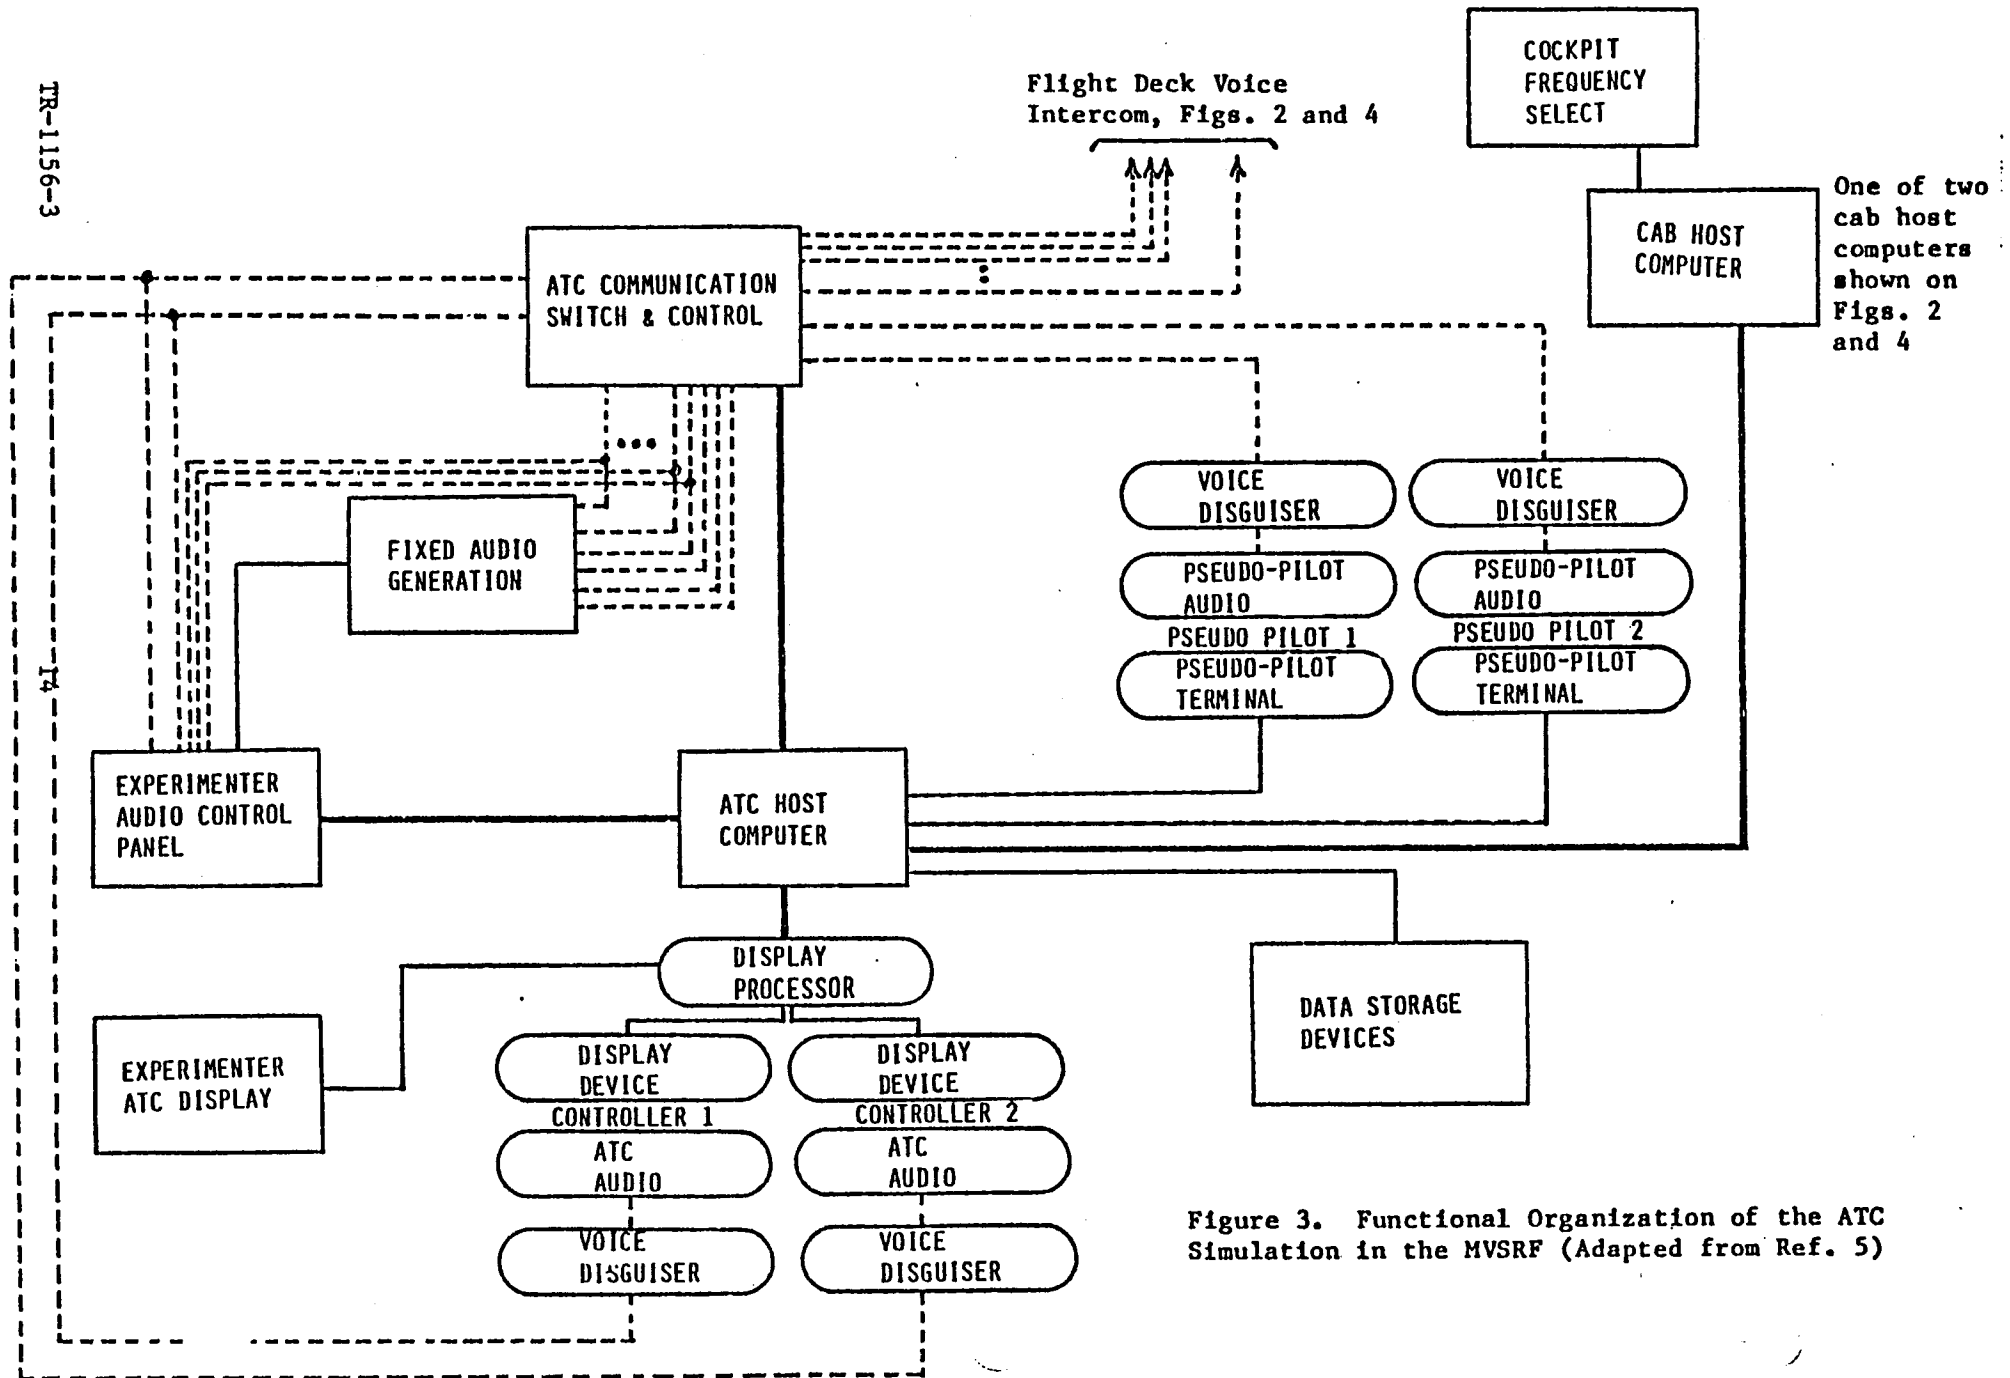 TR-1156-3
Flight Deck Voice
Intercom, Figs. 2 and 4
COCKPIT
FREQUENCY
SELECT
CAB HOST
COMPUTER
One of two
cab host
computers
shown on
Figs. 2
and 4
ATC COMMUNICATION
SWITCH & CONTROL
FIXED AUDIO
GENERATION
VOICE
DISGUISER
PSEUDO-PILOT
AUDIO
PSEUDO PILOT 1
PSEUDO-PILOT
TERMINAL
VOICE
DISGUISER
PSEUDO-PILOT
AUDIO
PSEUDO PILOT 2
PSEUDO-PILOT
TERMINAL
14
EXPERIMENTER
AUDIO CONTROL
PANEL
ATC HOST
COMPUTER
DISPLAY
PROCESSOR
EXPERIMENTER
ATC DISPLAY
DISPLAY
DEVICE
CONTROLLER 1
ATC
AUDIO
VOICE
DISGUISER
DISPLAY
DEVICE
CONTROLLER 2
ATC
AUDIO
VOICE
DISGUISER
DATA STORAGE
DEVICES
Figure 3. Functional Organization of the ATC
Simulation in the MVSRF (Adapted from Ref. 5)